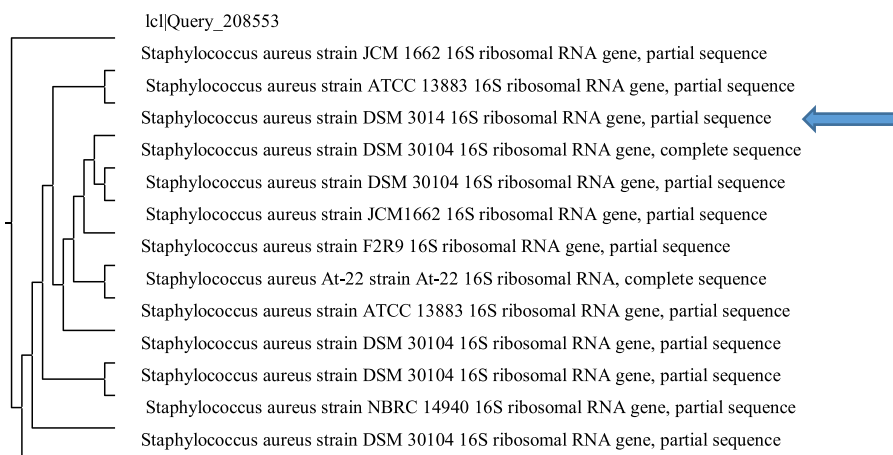 lcl|Query_208553
Staphylococcus aureus strain JCM 1662 16S ribosomal RNA gene, partial sequence
Staphylococcus aureus strain ATCC 13883 16S ribosomal RNA gene, partial sequence
Staphylococcus aureus strain DSM 3014 16S ribosomal RNA gene, partial sequence
Staphylococcus aureus strain DSM 30104 16S ribosomal RNA gene, complete sequence
Staphylococcus aureus strain DSM 30104 16S ribosomal RNA gene, partial sequence
Staphylococcus aureus strain JCM1662 16S ribosomal RNA gene, partial sequence
Staphylococcus aureus strain F2R9 16S ribosomal RNA gene, partial sequence
Staphylococcus aureus At-22 strain At-22 16S ribosomal RNA, complete sequence
Staphylococcus aureus strain ATCC 13883 16S ribosomal RNA gene, partial sequence
Staphylococcus aureus strain DSM 30104 16S ribosomal RNA gene, partial sequence
Staphylococcus aureus strain DSM 30104 16S ribosomal RNA gene, partial sequence
Staphylococcus aureus strain NBRC 14940 16S ribosomal RNA gene, partial sequence
Staphylococcus aureus strain DSM 30104 16S ribosomal RNA gene, partial sequence